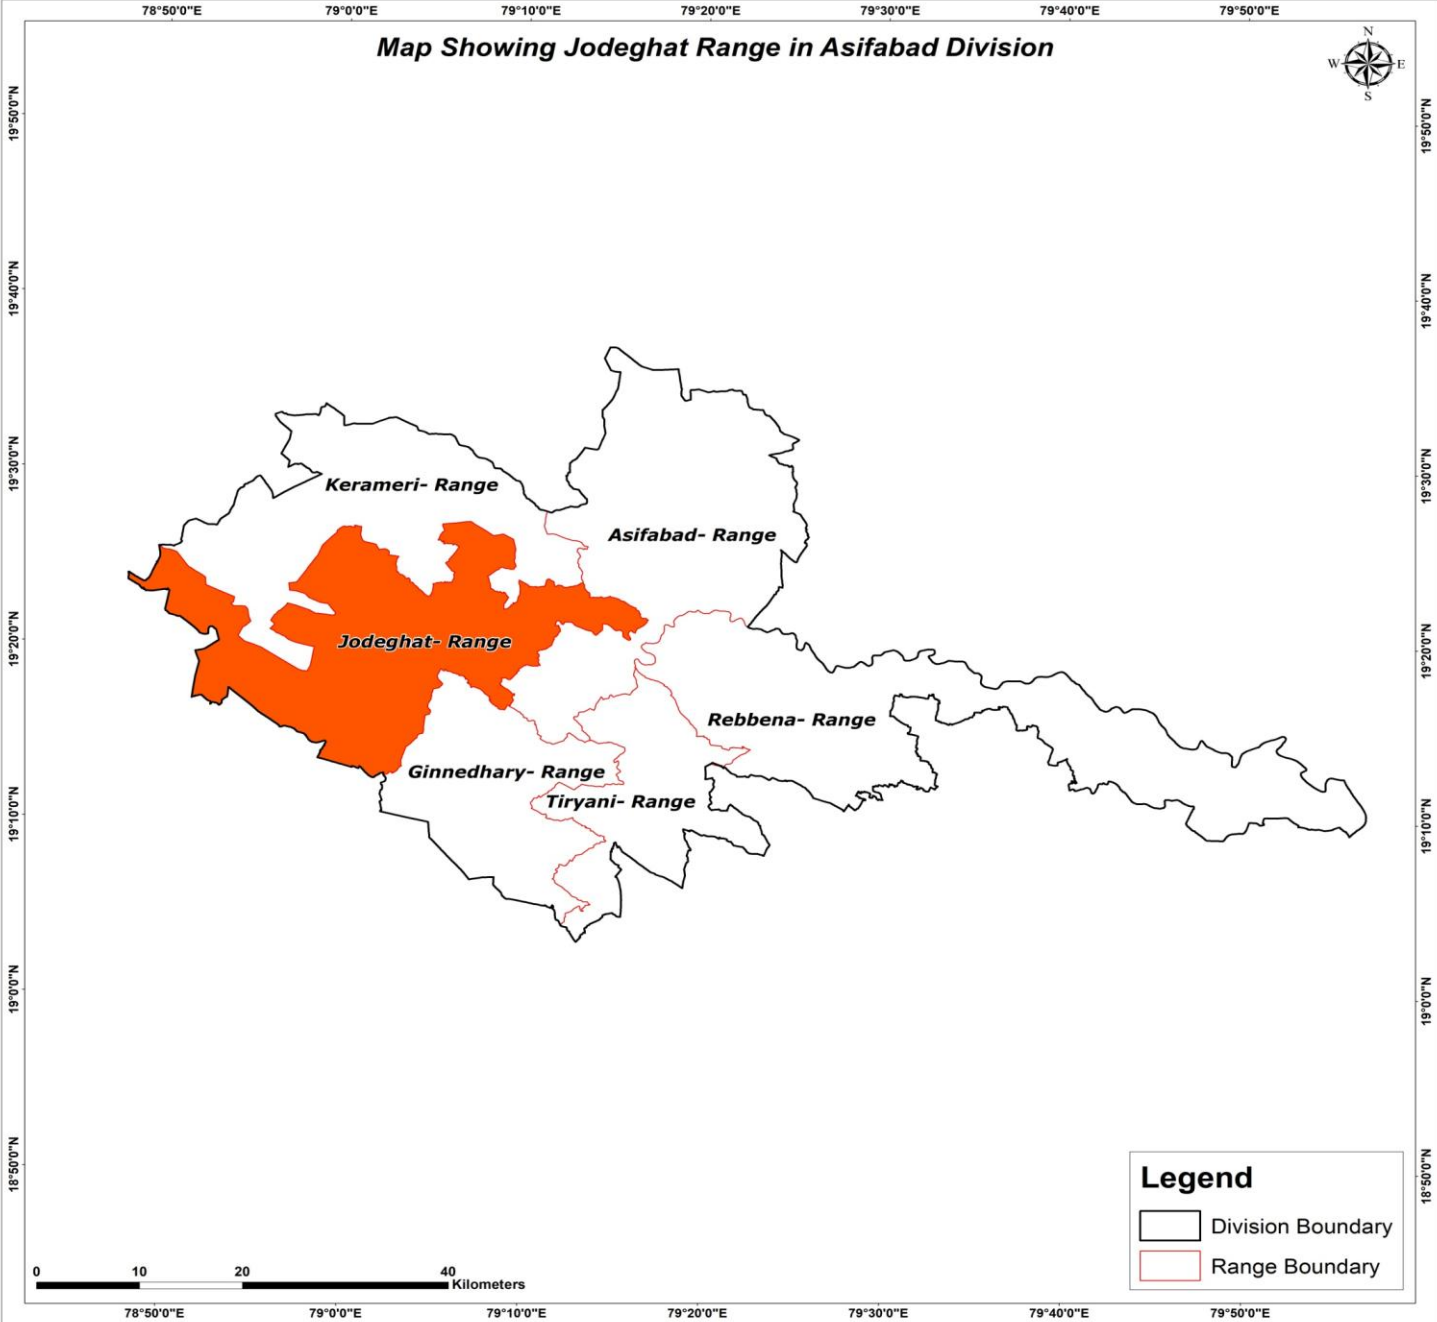 78°50'0"E 79°0'0"E 79°10'0"E 79°20'0"E 79°30'0"E 79°40'0"E 79°50'0"E
Map Showing Jodeghat Range in Asifabad Division
N
W E
S
19°50'0"N 19°50'0"N
19°40'0"N 19°40'0"N
19°30'0"N 19°30'0"N
Kerameri- Range
Asifabad- Range
19°20'0"N 19°20'0"N
Jodeghat- Range
Rebbena- Range
Ginnedhary- Range
Tiryani- Range
19°10'0"N 19°10'0"N
19°0'0"N 19°0'0"N
18°50'0"N 18°50'0"N
Legend
Division Boundary
Range Boundary
0 10 20 40
Kilometers
78°50'0"E 79°0'0"E 79°10'0"E 79°20'0"E 79°30'0"E 79°40'0"E 79°50'0"E